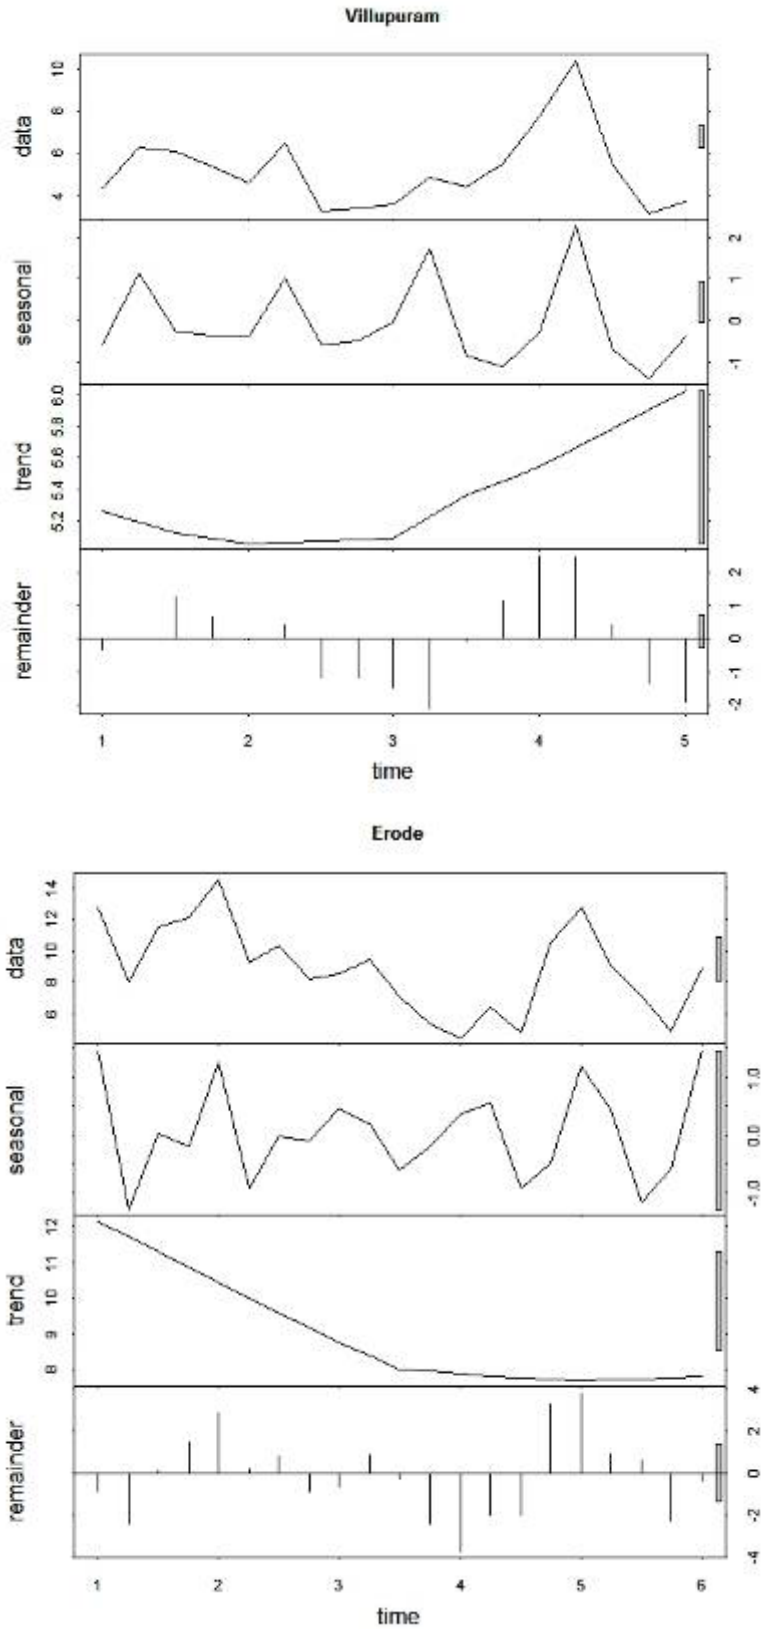 Villupuram
data
4 6 8 10
seasonal
-1 0 1 2
trend
5.2 5.4 5.6 5.8 6.0
remainder
-2 -1 0 1 2
1 2 3 4 5
time
Erode
data
6 8 10 12 14
seasonal
-1.0 0.0 1.0
trend
8 9 10 11 12
remainder
-4 -2 0 2 4
1 2 3 4 5 6
time